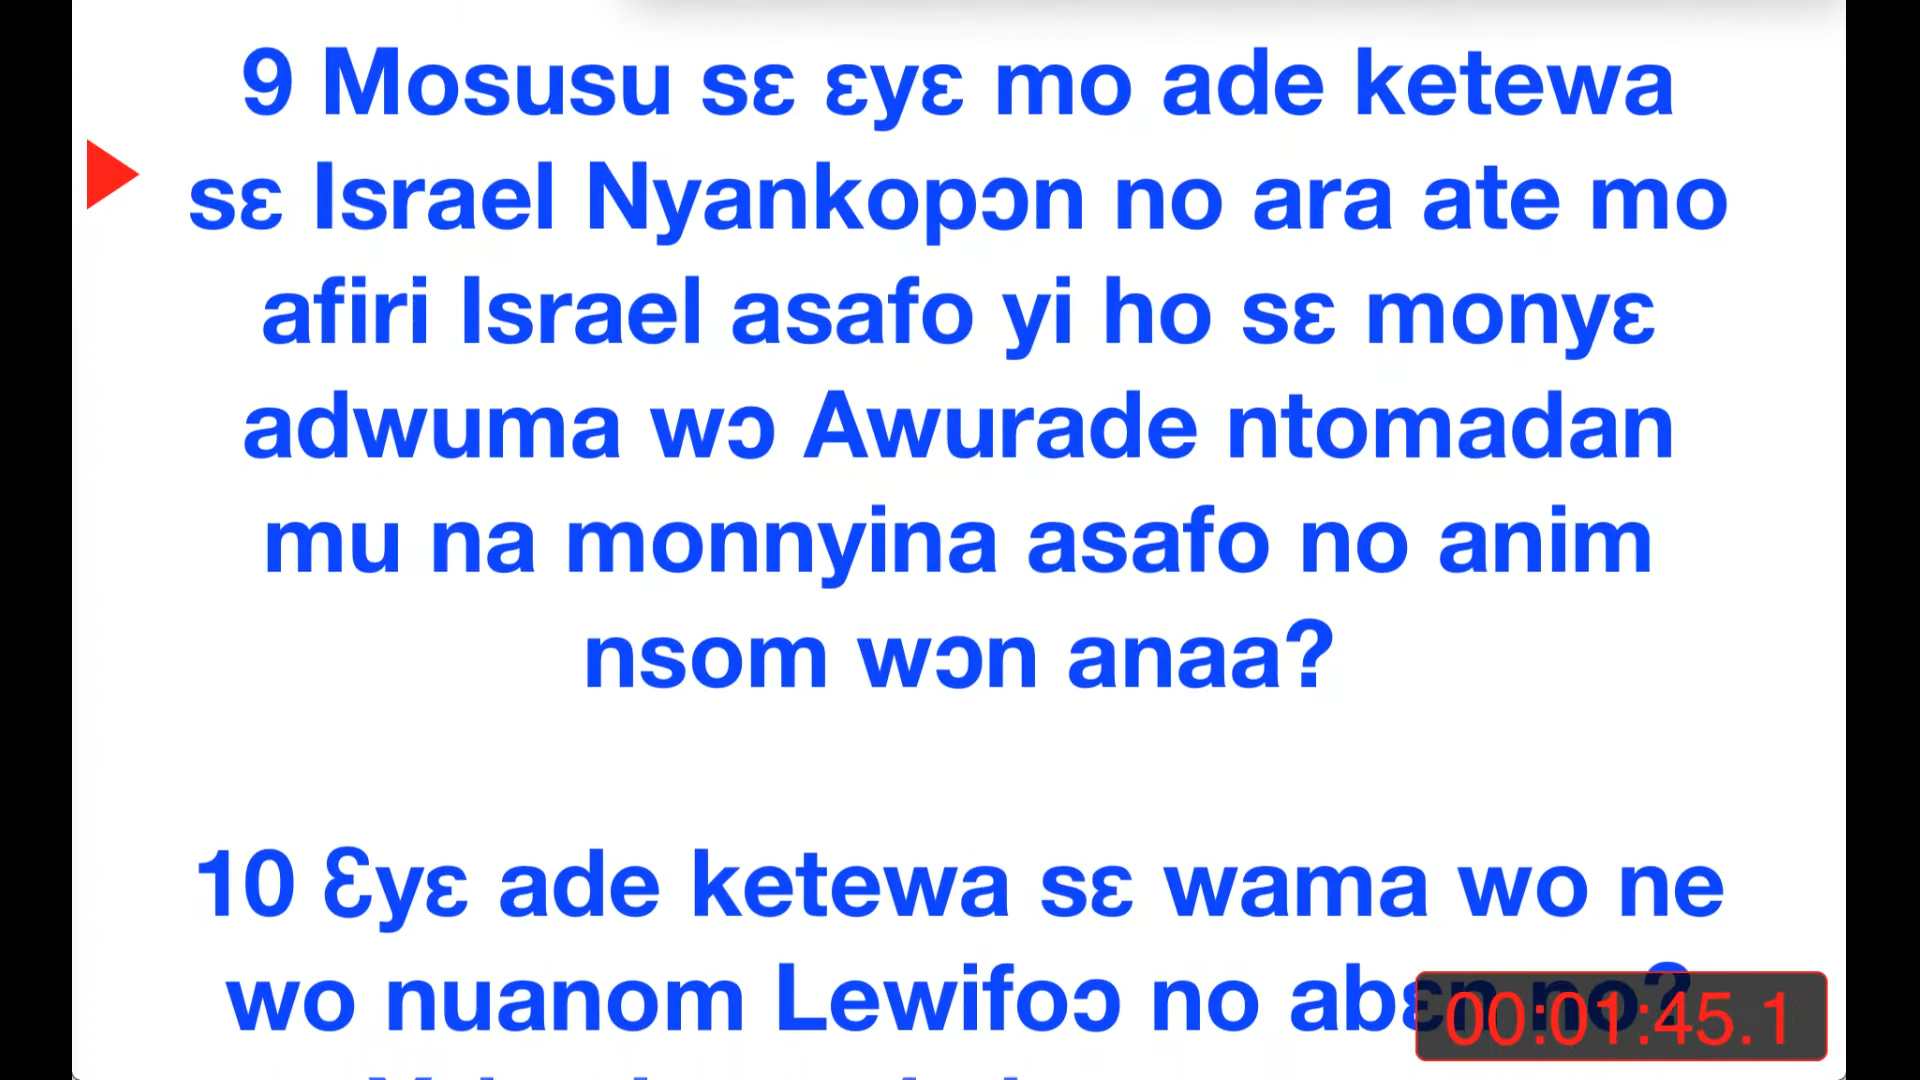 9 Mosusu sɛ ɛyɛ mo ade ketewa
sɛ Israel Nyankopɔn no ara ate mo
afiri Israel asafo yi ho sɛ monyɛ
adwuma wɔ Awurade ntomadan
mu na monnyina asafo no anim
nsom wɔn anaa?
10 Ɛyɛ ade ketewa sɛ wama wo ne
wo nuanom Lewifoɔ no abɛn no?
00:01:45.1